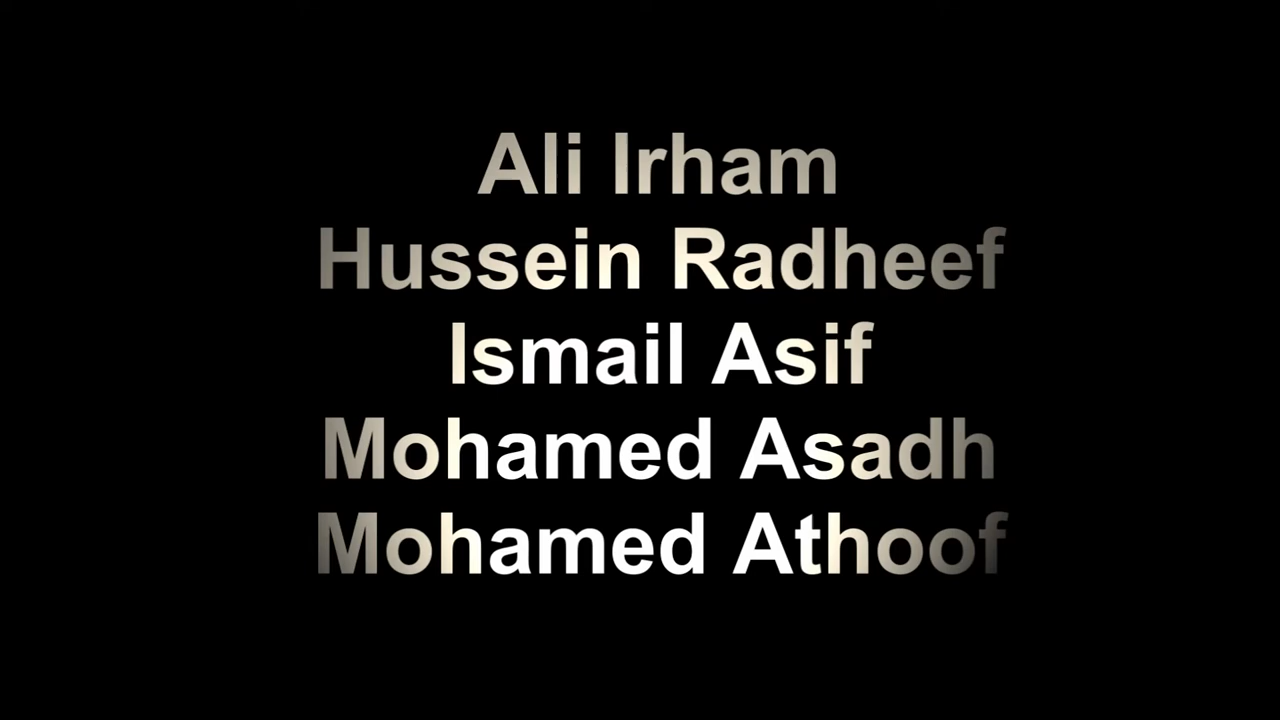 Ali Irham
Hussein Radheef
Ismail Asif
Mohamed Asadh
Mohamed Athoof